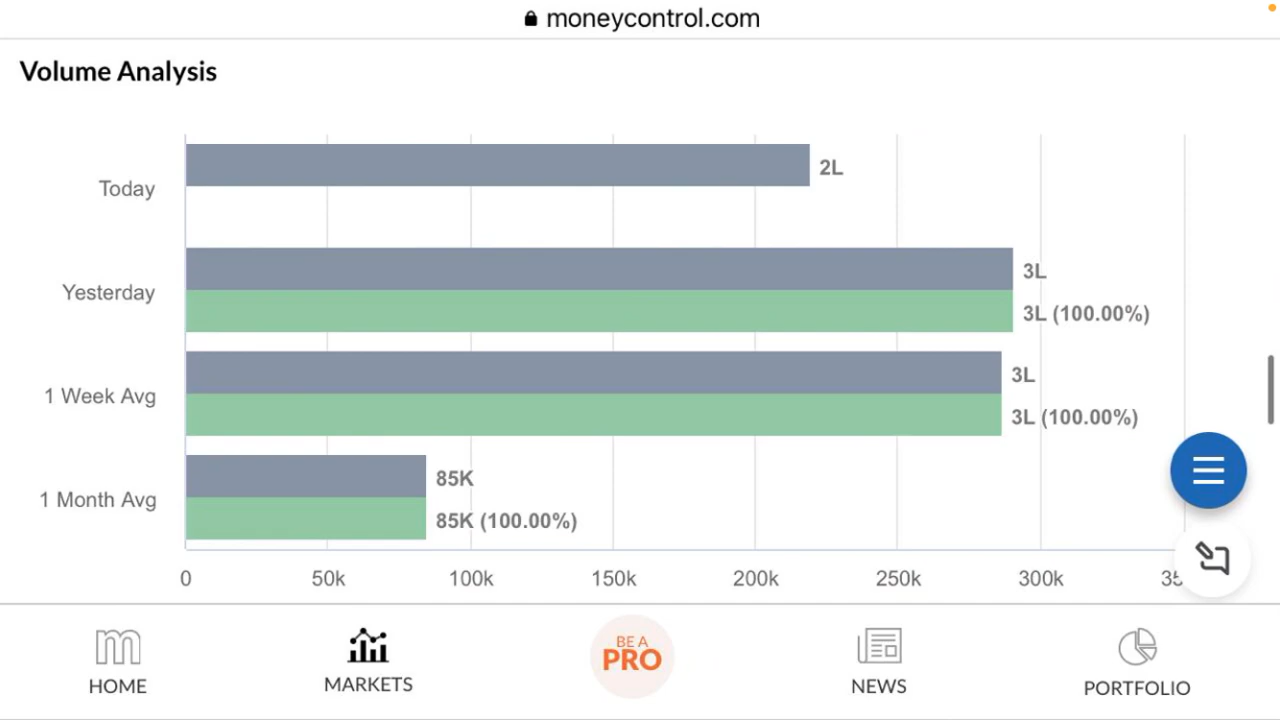 moneycontrol.com
Volume Analysis
Today
2L
Yesterday
3L
3L (100.00%)
1 Week Avg
3L
3L (100.00%)
1 Month Avg
85K
85K (100.00%)
0 50k 100k 150k 200k 250k 300k 35
BE A
PRO
HOME MARKETS NEWS PORTFOLIO